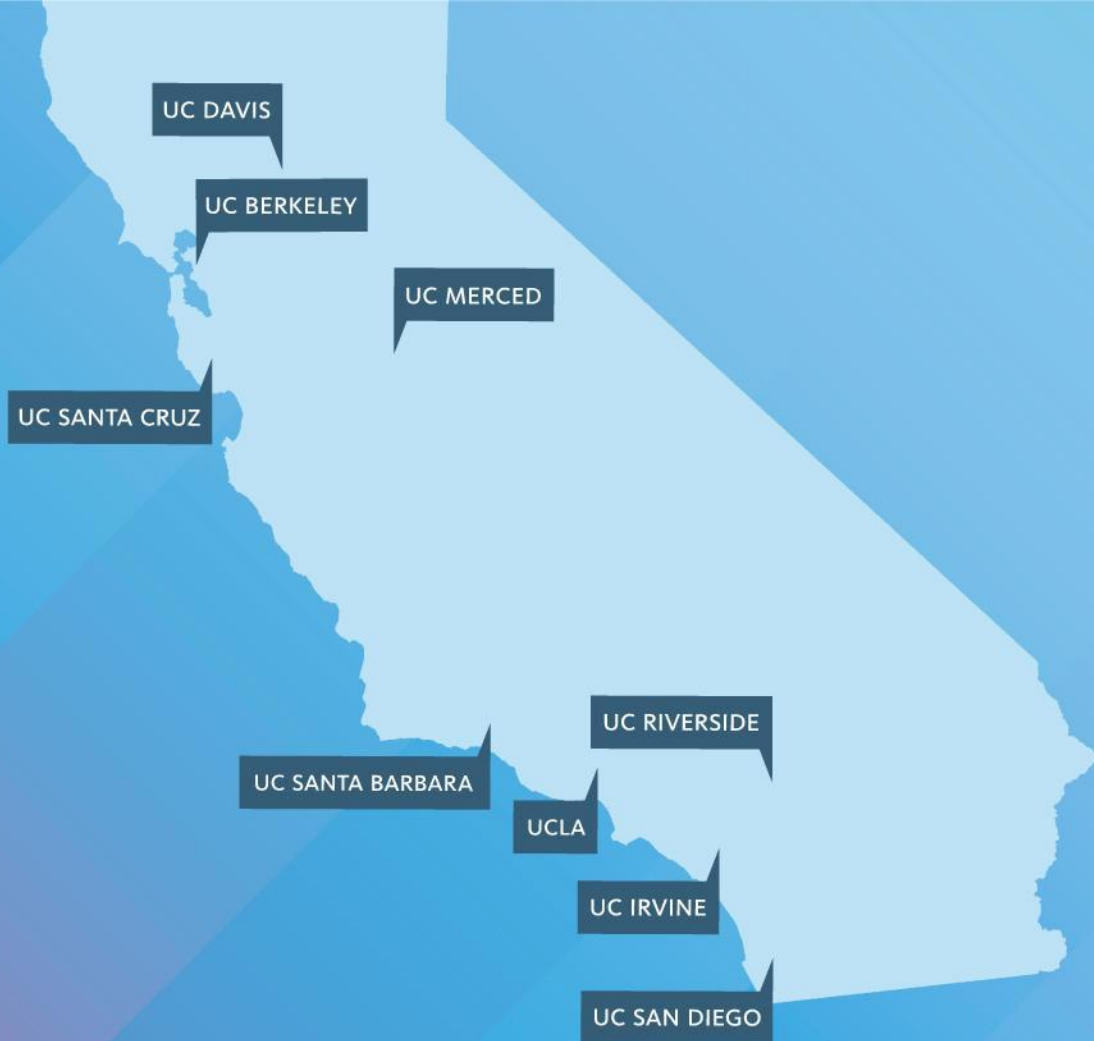 UC DAVIS
UC BERKELEY
UC MERCED
UC SANTA CRUZ
UC RIVERSIDE
UC SANTA BARBARA
UCLA
UC IRVINE
UC SAN DIEGO